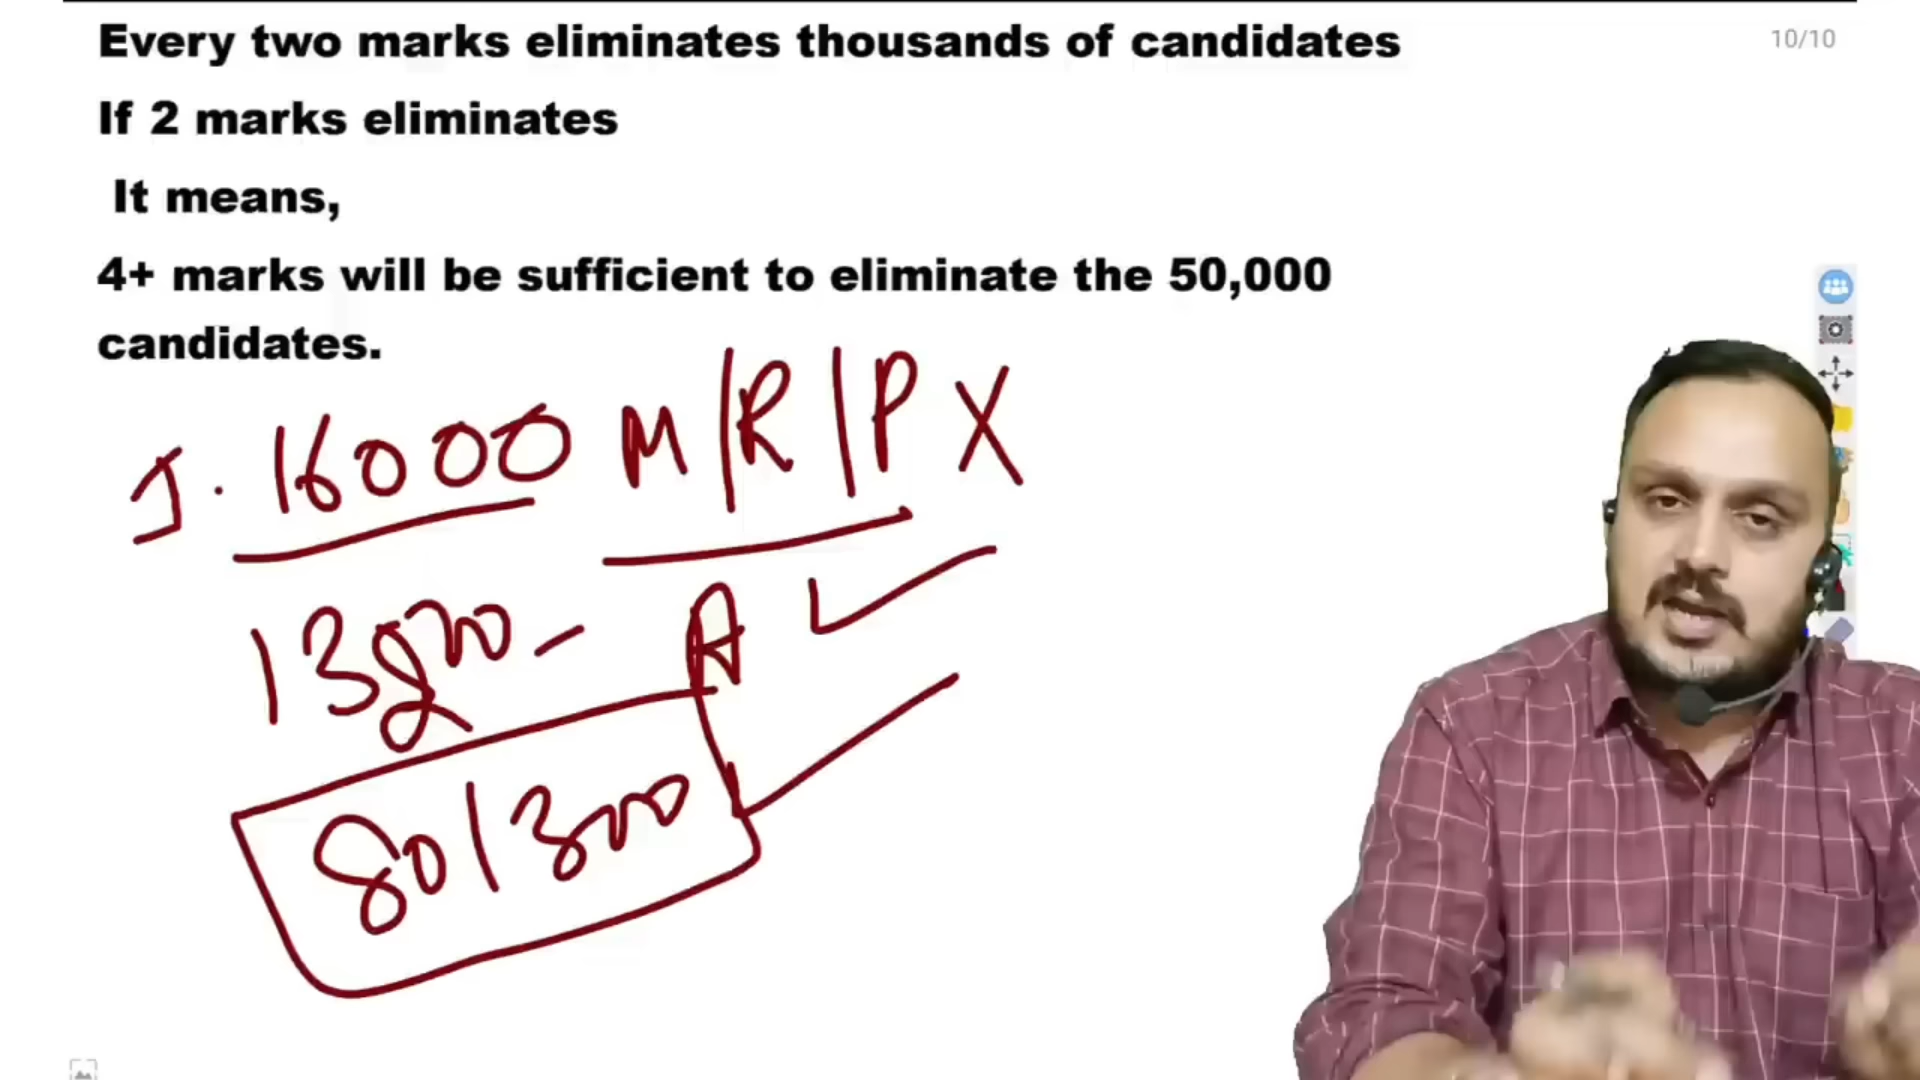 Every two marks eliminates thousands of candidates
10/10
If 2 marks eliminates
It means,
4+ marks will be sufficient to eliminate the 50,000
candidates.
16000 M/R/P X
A ✓
80/300